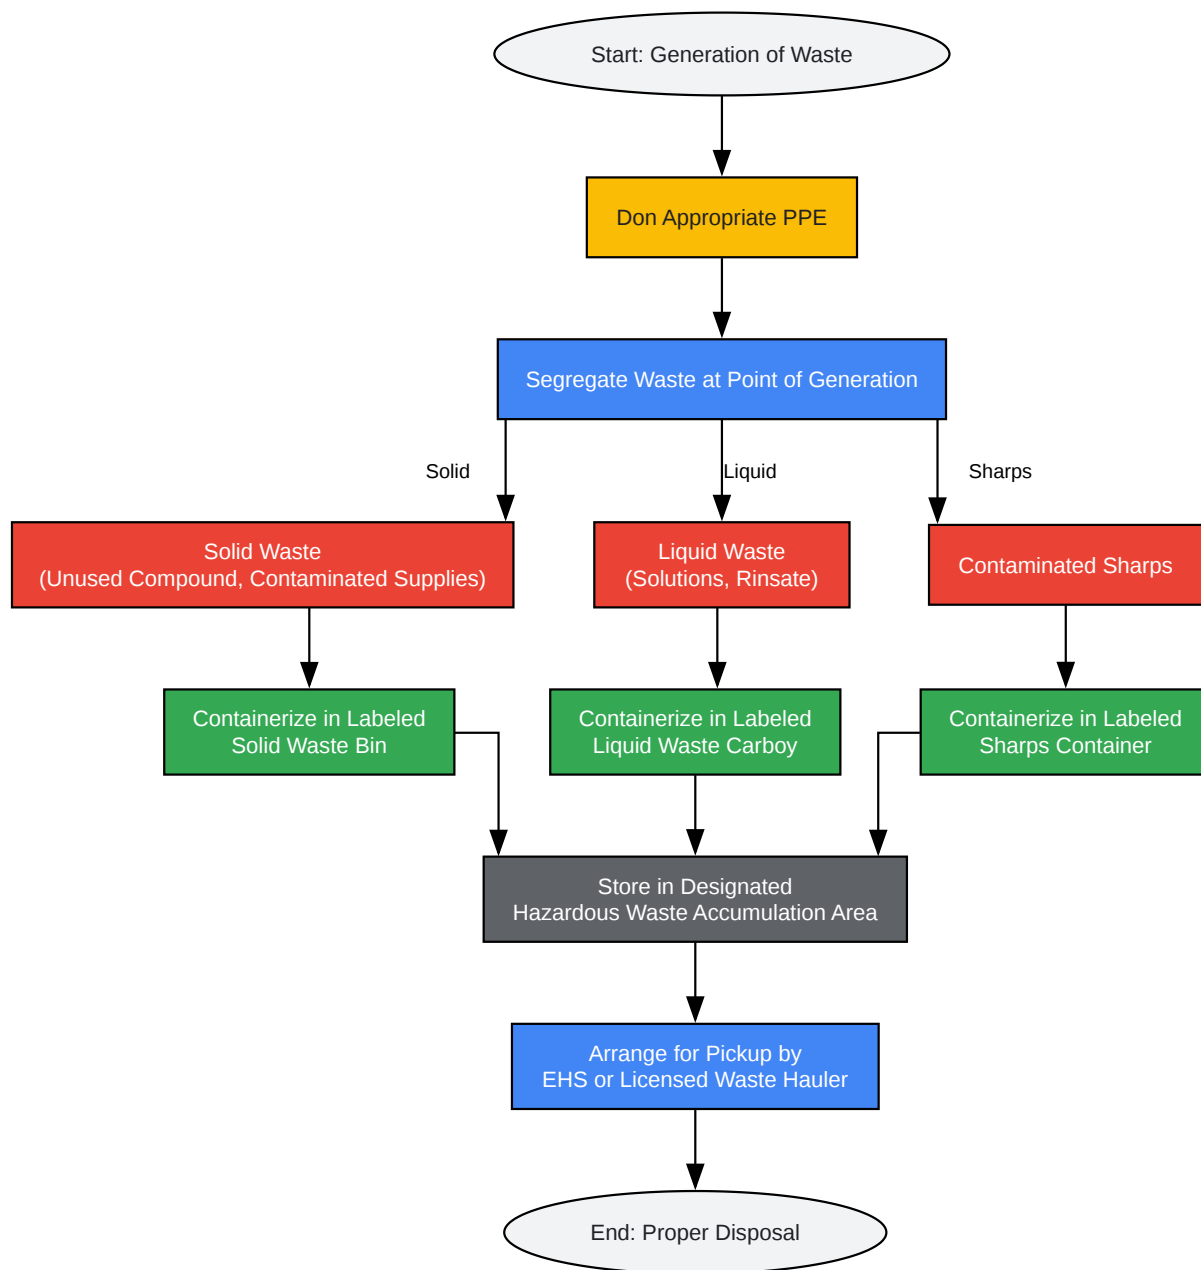 Start: Generation of Waste
Don Appropriate PPE
Segregate Waste at Point of Generation
Solid
Liquid
Sharps
Solid Waste
(Unused Compound, Contaminated Supplies)
Liquid Waste
(Solutions, Rinsate)
Contaminated Sharps
Containerize in Labeled
Solid Waste Bin
Containerize in Labeled
Liquid Waste Carboy
Containerize in Labeled
Sharps Container
Store in Designated
Hazardous Waste Accumulation Area
Arrange for Pickup by
EHS or Licensed Waste Hauler
End: Proper Disposal